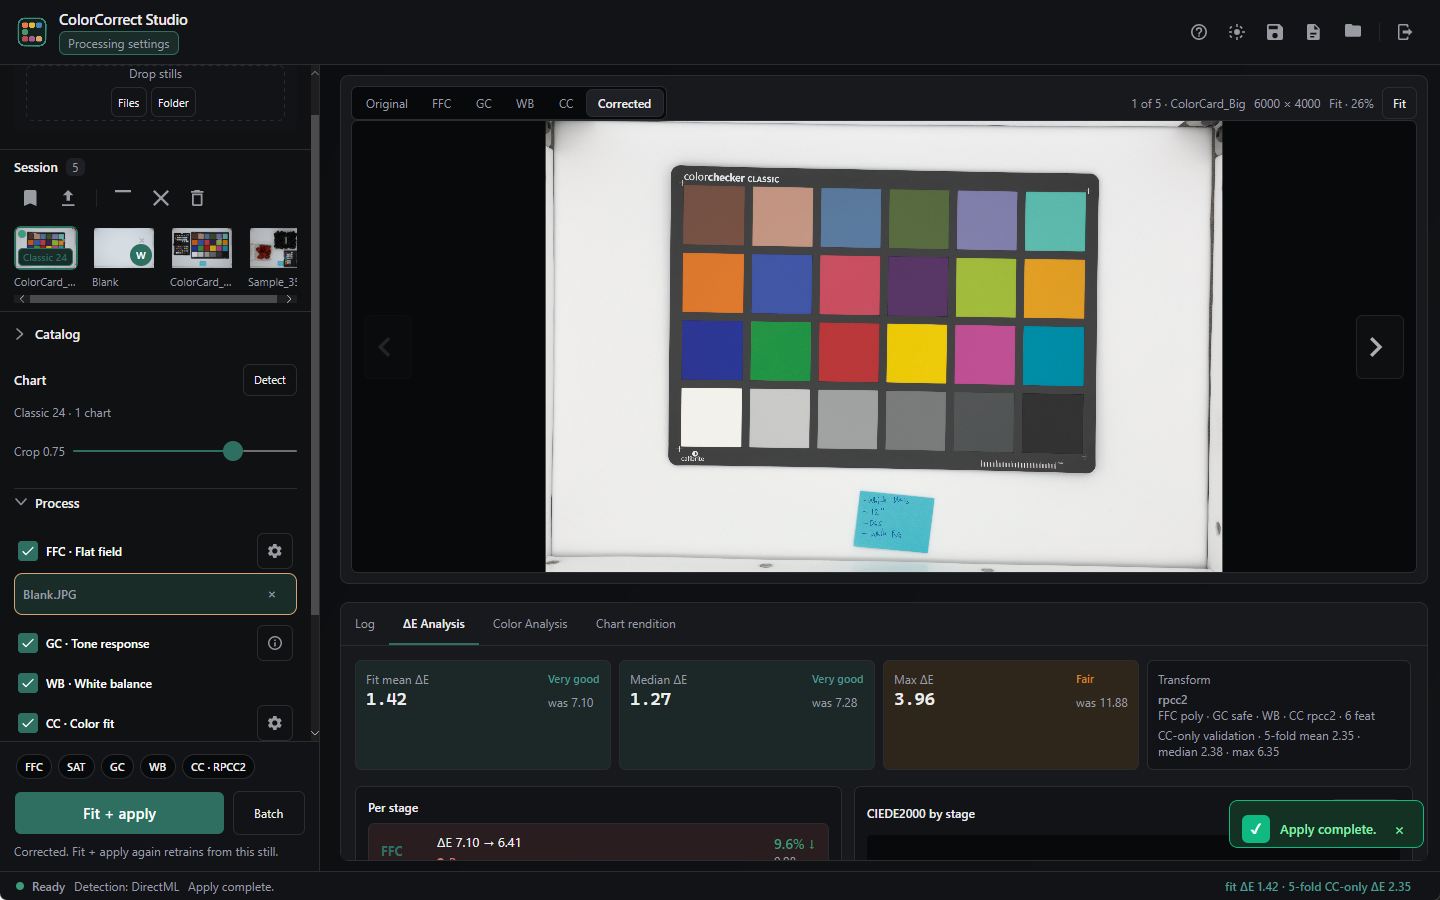 ColorCorrect Studio
Processing settings
Drop stills
Files
Folder
Session 5
Classic 24
W
ColorCard_...
Blank
ColorCard_...
Sample_35
Catalog
Chart
Detect
Classic 24 · 1 chart
Crop 0.75
Process
FFC · Flat field
Blank.JPG ×
GC · Tone response
WB · White balance
CC · Color fit
FFC
SAT
GC
WB
CC · RPCC2
Fit + apply
Batch
Corrected. Fit + apply again retrains from this still.
Original
FFC
GC
WB
CC
Corrected
1 of 5 · ColorCard_Big 6000 × 4000 Fit · 26%
Fit
colorchecker CLASSIC
calibrite
- 12"
Log
ΔE Analysis
Color Analysis
Chart rendition
Fit mean ΔE
Very good
1.42
was 7.10
Median ΔE
Very good
1.27
was 7.28
Max ΔE
Fair
3.96
was 11.88
Transform
rpcc2
FFC poly · GC safe · WB · CC rpcc2 · 6 feat
CC-only validation · 5-fold mean 2.35 ·
median 2.38 · max 6.35
Per stage
FFC
ΔE 7.10 → 6.41
9.6% ↓
CIEDE2000 by stage
Apply complete. ×
Ready
Detection: DirectML
Apply complete.
fit ΔE 1.42 · 5-fold CC-only ΔE 2.35